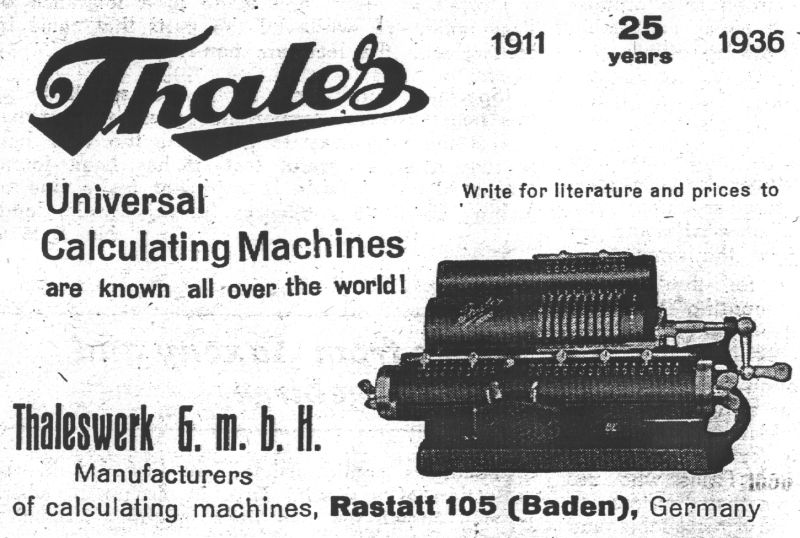 Thales
1911 25 years 1936
Universal
Calculating Machines
are known all over the world!
Write for literature and prices to
Thaleswerk G. m. b. H.
Manufacturers
of calculating machines, Rastatt 105 (Baden), Germany